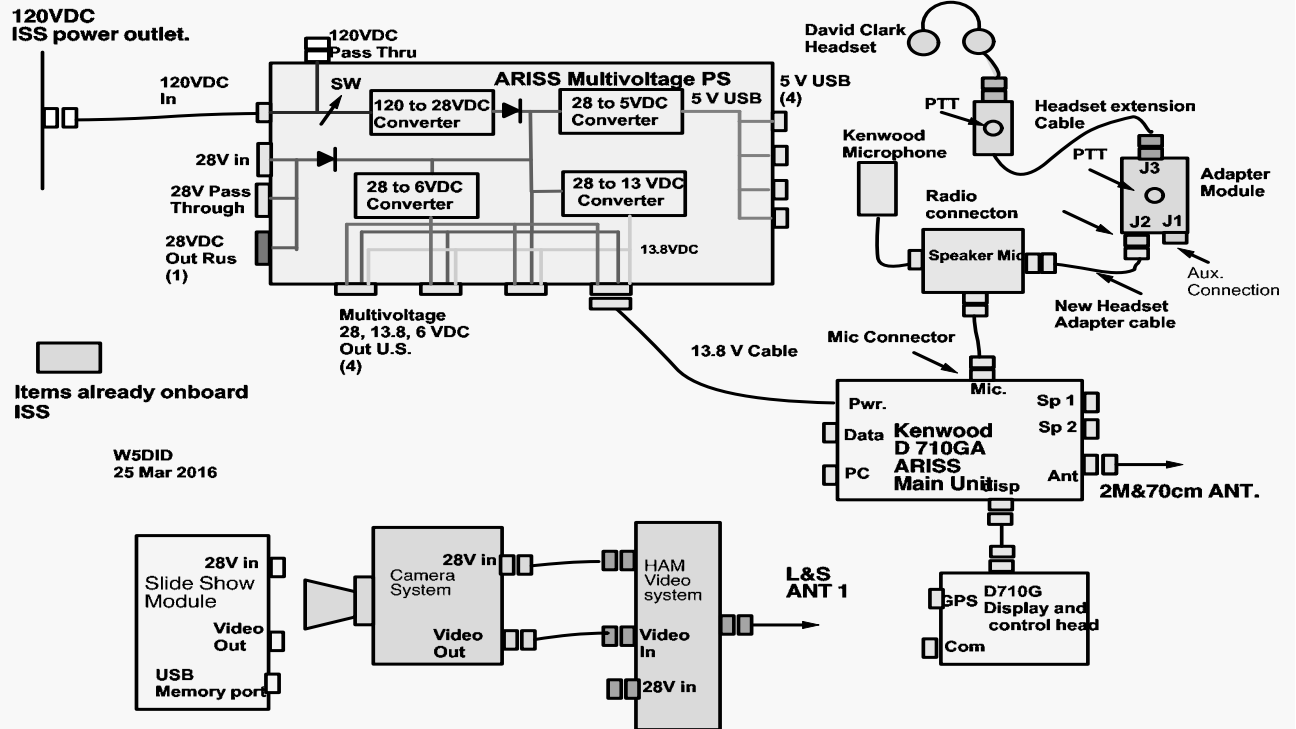 120VDC
ISS power outlet.
120VDC
Pass Thru
120VDC
In
SW
ARISS Multivoltage PS
120 to 28VDC
Converter
28 to 5VDC
Converter
5 V USB
5 V USB
(4)
28V in
28V Pass
Through
28VDC
Out Rus
(1)
28 to 6VDC
Converter
28 to 13 VDC
Converter
13.8VDC
Multivoltage
28, 13.8, 6 VDC
Out U.S.
(4)
13.8 V Cable
David Clark
Headset
PTT
Headset extension
Cable
Kenwood
Microphone
PTT
J3
Adapter
Module
Radio
connecton
J2 J1
Speaker Mic
Aux.
Connection
New Headset
Adapter cable
Mic Connector
Mic.
Pwr.
Data
PC
Kenwood
D 710GA
ARISS
Main Unit
disp
Sp 1
Sp 2
Ant
2M&70cm ANT.
Items already onboard
ISS
W5DID
25 Mar 2016
28V in
Slide Show
Module
Video
Out
USB
Memory port
28V in
Camera
System
Video
Out
HAM
Video
system
Video
In
28V in
L&S
ANT 1
GPS
D710G
Display and
control head
Com